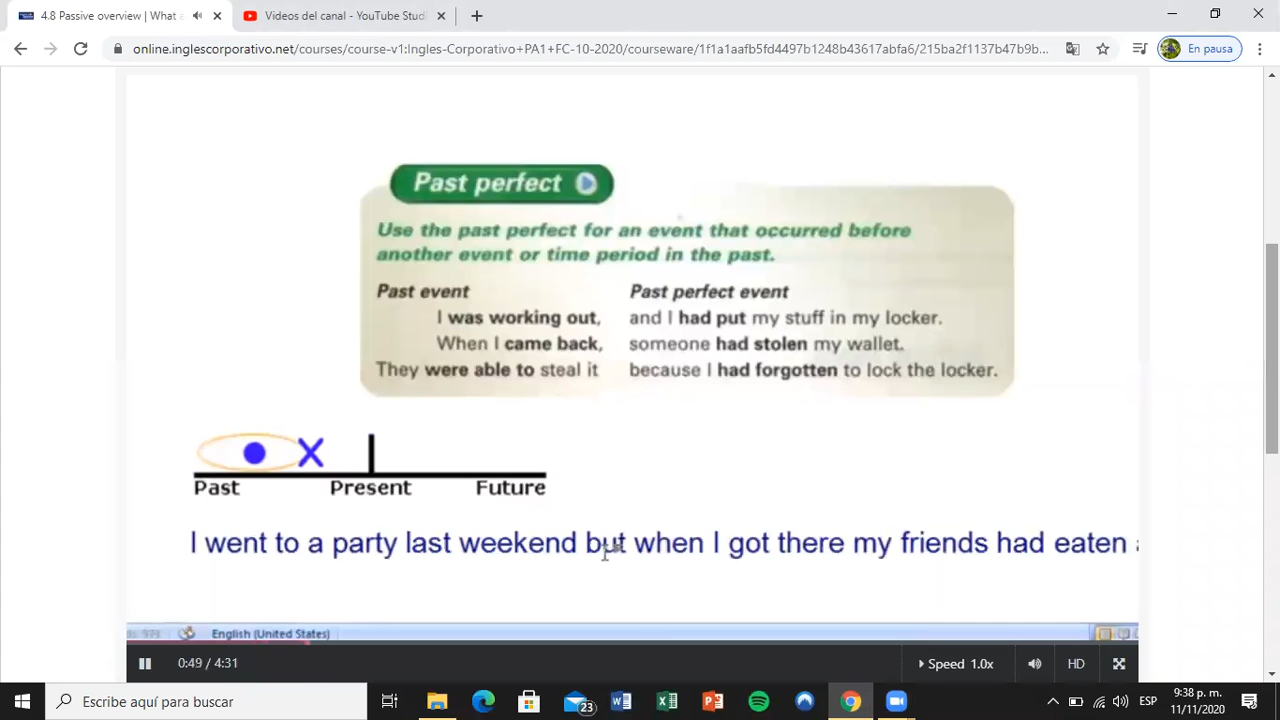 4.8 Passive overview | What a
Videos del canal - YouTube Studi
online.inglescorporativo.net/courses/course-v1:Ingles-Corporativo+PA1+FC-10-2020/courseware/1f1a1aafb5fd4497b1248b43617abfa6/215ba2f1137b47b9b...
En pausa
Past perfect
Use the past perfect for an event that occurred before
another event or time period in the past.
Past event Past perfect event
I was working out, and I had put my stuff in my locker.
When I came back, someone had stolen my wallet.
They were able to steal it because I had forgotten to lock the locker.
Past Present Future
I went to a party last weekend but when I got there my friends had eaten
English (United States)
0:49 / 4:31
Speed 1.0x
HD
Escribe aquí para buscar
23
ESP
9:38 p. m.
11/11/2020